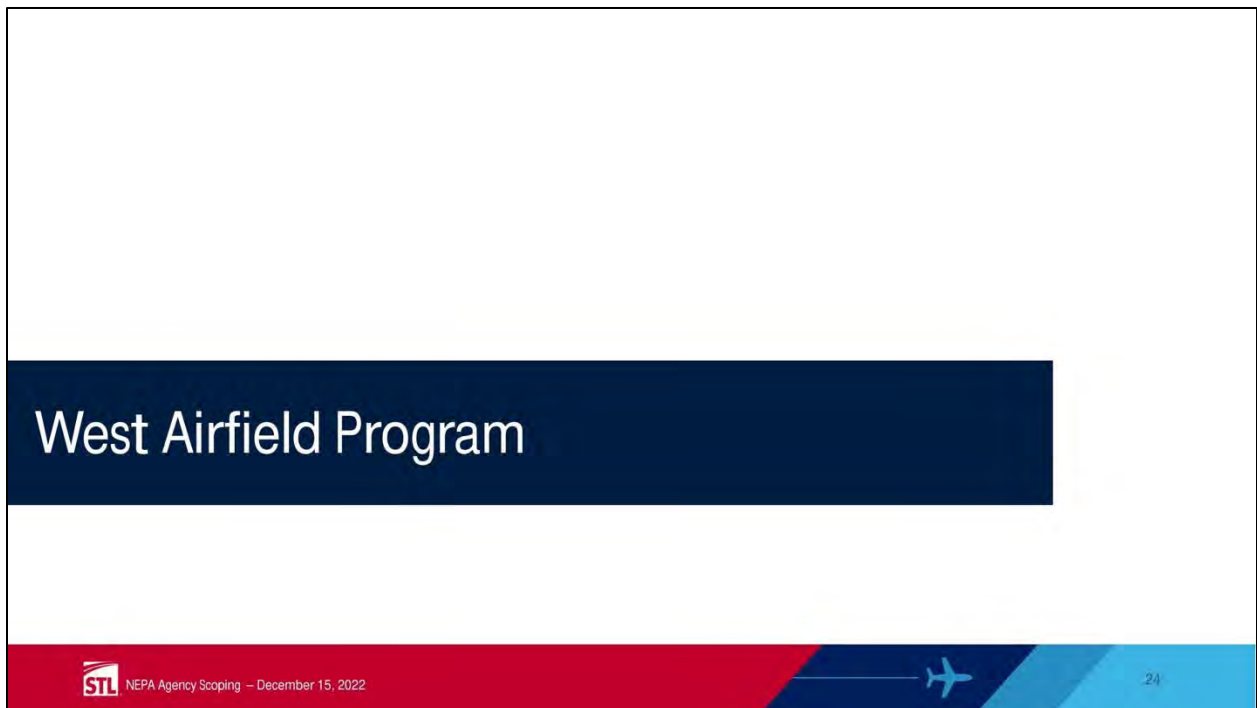 West Airfield Program
STL NEPA Agency Scoping – December 15, 2022
24